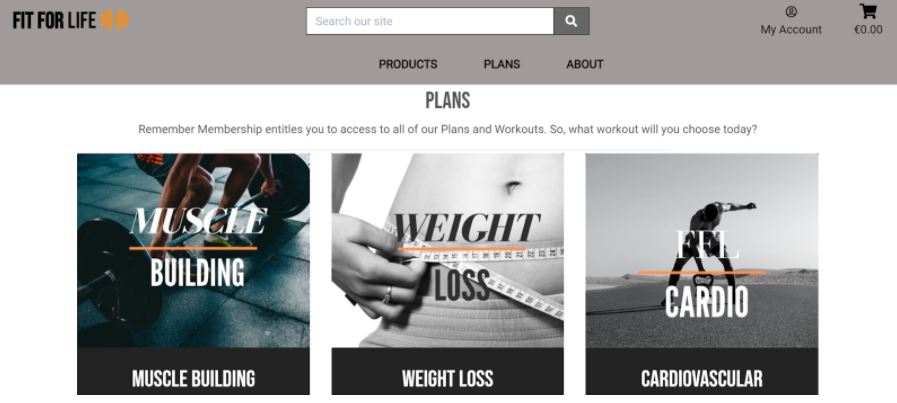 FIT FOR LIFE
Search our site
My Account
€0.00
PRODUCTS
PLANS
ABOUT
PLANS
Remember Membership entitles you to access to all of our Plans and Workouts. So, what workout will you choose today?
MUSCLE
BUILDING
WEIGHT
LOSS
FFL
CARDIO
MUSCLE BUILDING
WEIGHT LOSS
CARDIOVASCULAR